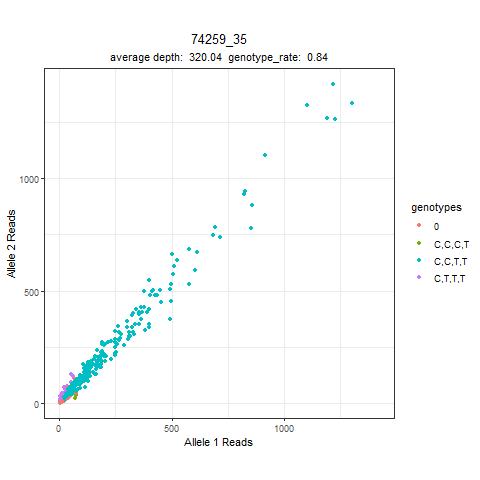 74259_35
average depth:  320.04  genotype_rate:  0.84
Allele 2 Reads
1000
500
0
0
500
1000
Allele 1 Reads
genotypes
0
C,C,C,T
C,C,T,T
C,T,T,T